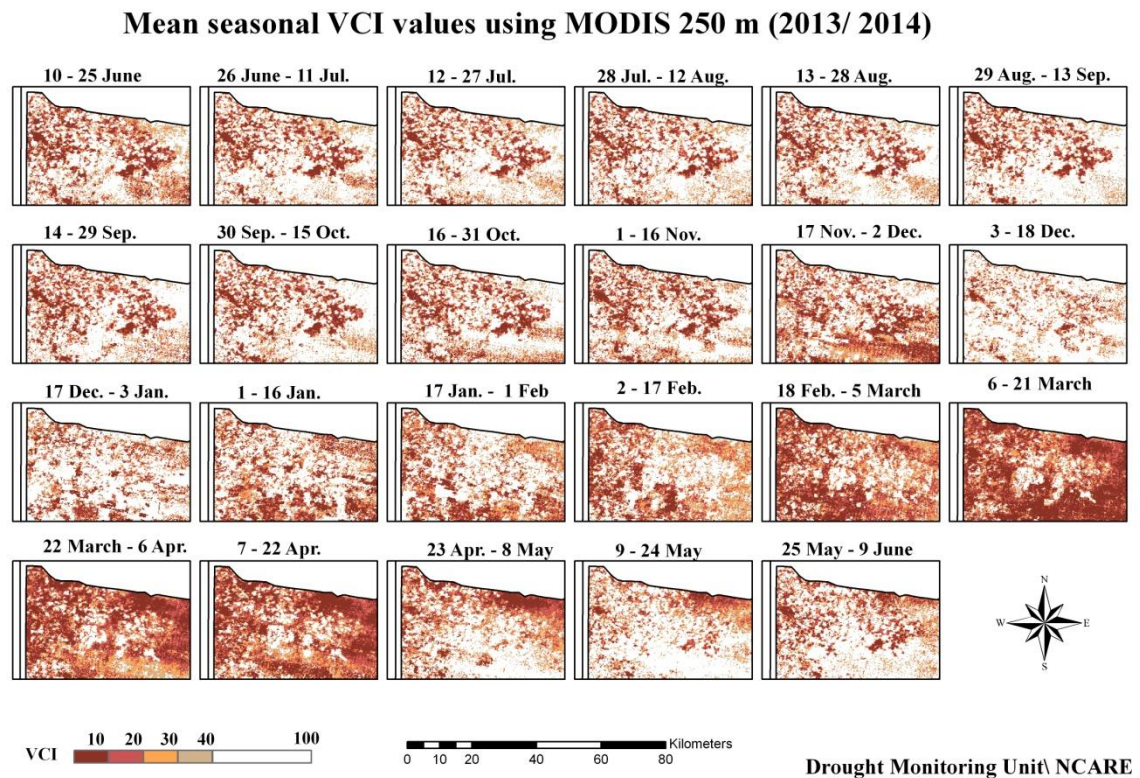 Mean seasonal VCI values using MODIS 250 m (2013/ 2014)
10 - 25 June
26 June - 11 Jul.
12 - 27 Jul.
28 Jul. - 12 Aug.
13 - 28 Aug.
29 Aug. - 13 Sep.
14 - 29 Sep.
30 Sep. - 15 Oct.
16 - 31 Oct.
1 - 16 Nov.
17 Nov. - 2 Dec.
3 - 18 Dec.
17 Dec. - 3 Jan.
1 - 16 Jan.
17 Jan. - 1 Feb
2 - 17 Feb.
18 Feb. - 5 March
6 - 21 March
22 March - 6 Apr.
7 - 22 Apr.
23 Apr. - 8 May
9 - 24 May
25 May - 9 June
N
W E
S
10 20 30 40 100
VCI
Kilometers
0 10 20 40 60 80
Drought Monitoring Unit\ NCARE